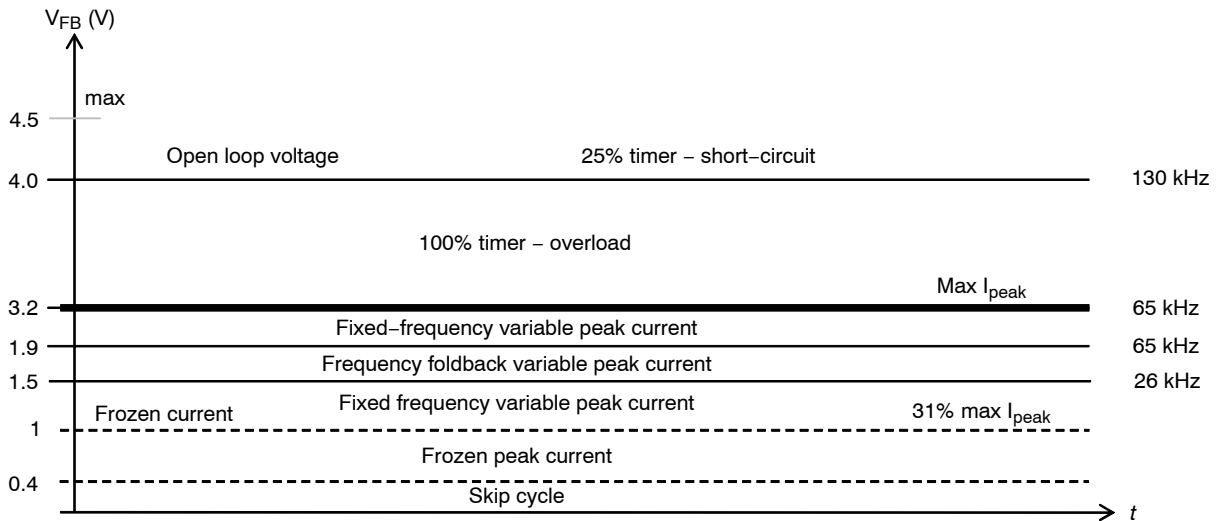 V_FB (V)
max
4.5
Open loop voltage 25% timer − short−circuit
4.0 130 kHz
100% timer − overload
Max I_peak
3.2 65 kHz
Fixed−frequency variable peak current
1.9 65 kHz
Frequency foldback variable peak current
1.5 26 kHz
Fixed frequency variable peak current
Frozen current 31% max I_peak
1
Frozen peak current
0.4
Skip cycle
t